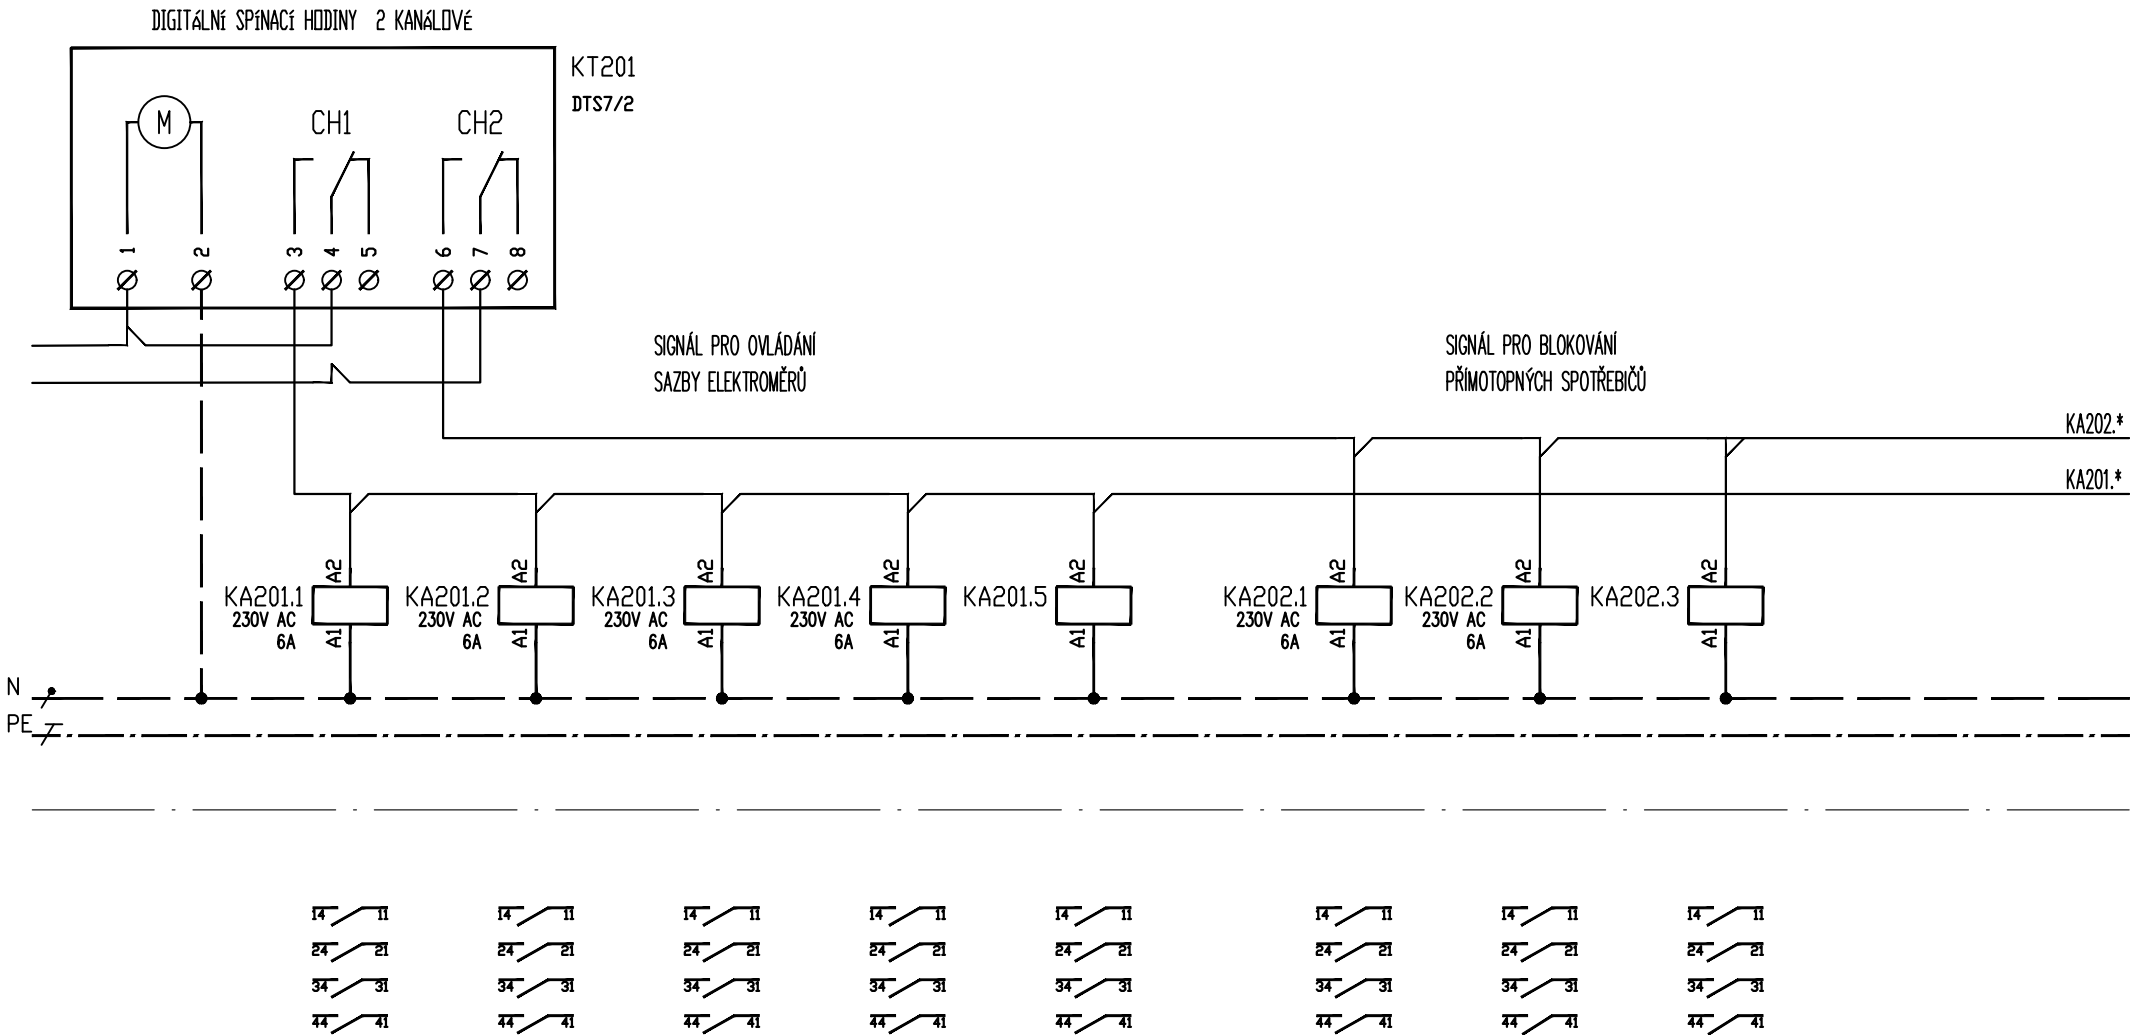 DIGITÁLNÍ SPÍNACÍ HODINY 2 KANÁLOVÉ
KT201
DTS7/2
M
CH1
CH2
1 2 3 4 5 6 7 8
SIGNÁL PRO OVLÁDÁNÍ
SAZBY ELEKTROMĚRŮ
SIGNÁL PRO BLOKOVÁNÍ
PŘÍMOTOPNÝCH SPOTŘEBIČŮ
KA202.*
KA201.*
A2 A2 A2 A2 A2 A2 A2 A2
KA201.1 KA201.2 KA201.3 KA201.4 KA201.5 KA202.1 KA202.2 KA202.3
230V AC 230V AC 230V AC 230V AC 230V AC 230V AC
6A 6A 6A 6A 6A 6A
A1 A1 A1 A1 A1 A1 A1 A1
N
PE
14 11 14 11 14 11 14 11 14 11 14 11 14 11 14 11
24 21 24 21 24 21 24 21 24 21 24 21 24 21 24 21
34 31 34 31 34 31 34 31 34 31 34 31 34 31 34 31
44 41 44 41 44 41 44 41 44 41 44 41 44 41 44 41